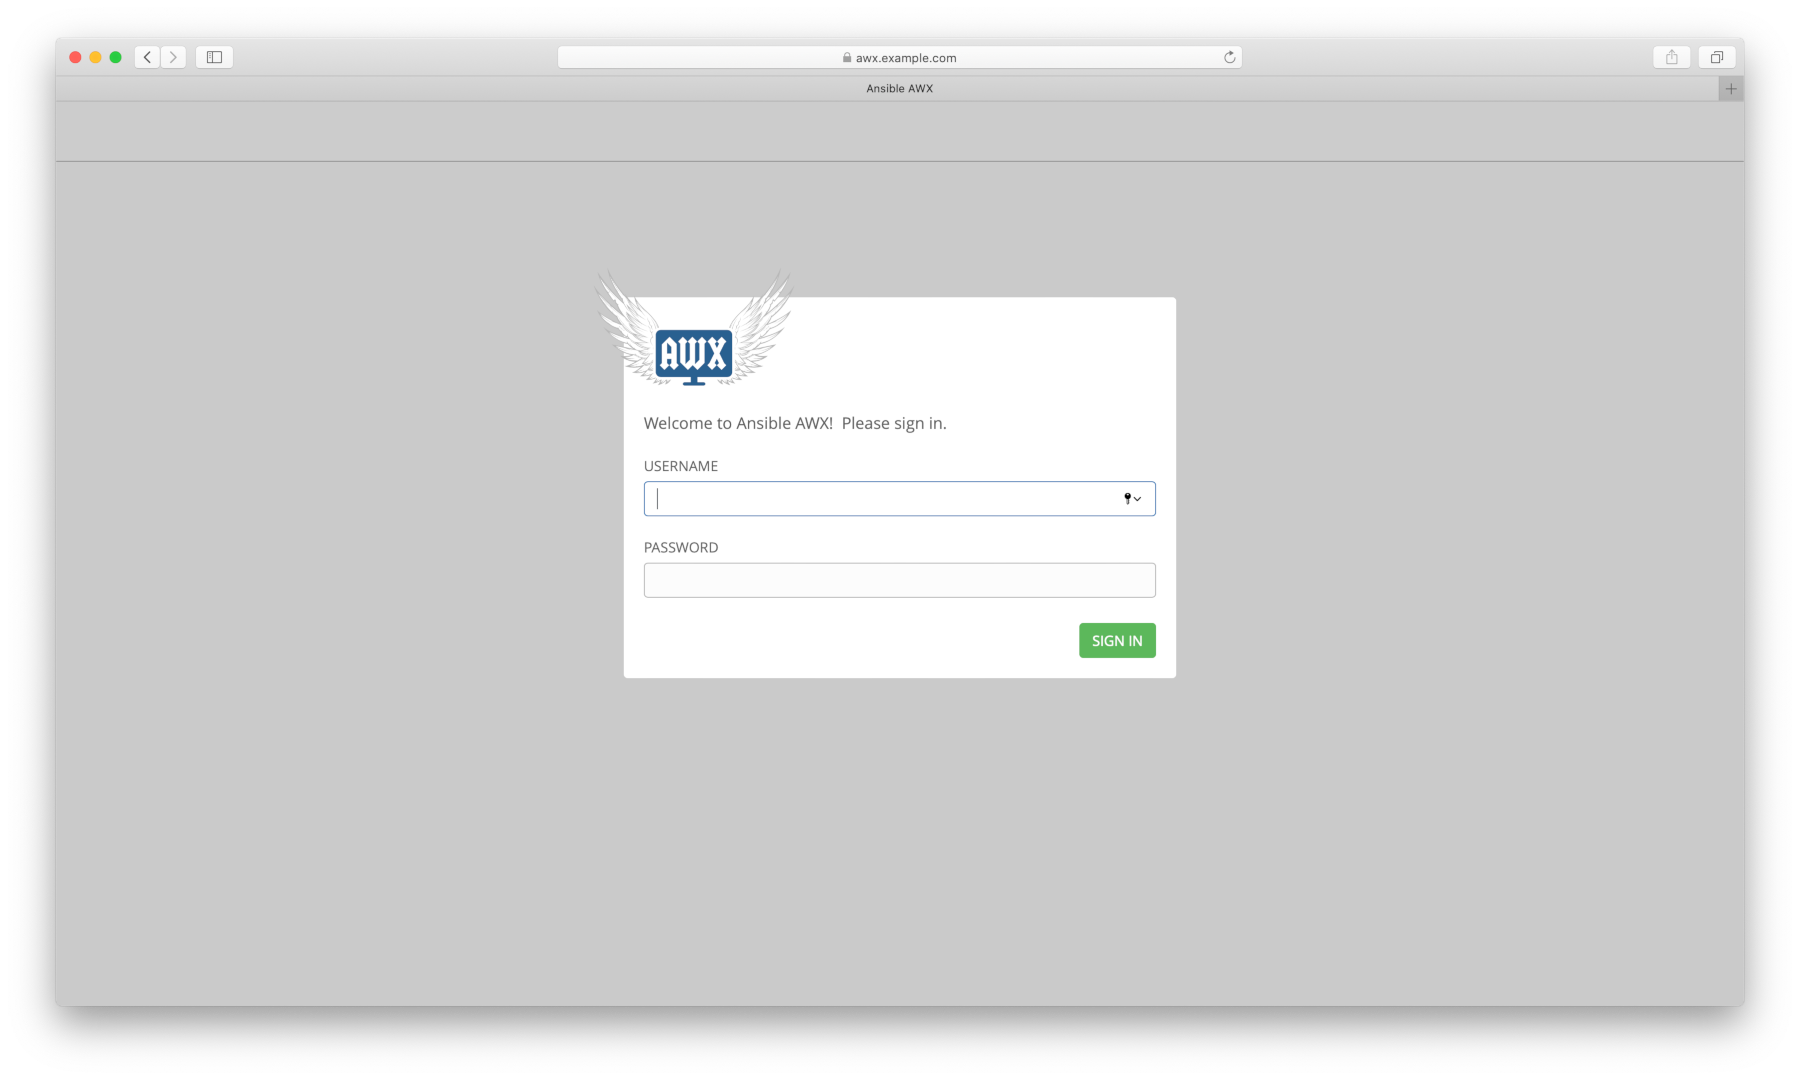 awx.example.com
Ansible AWX
AWX
Welcome to Ansible AWX!  Please sign in.
USERNAME
PASSWORD
SIGN IN